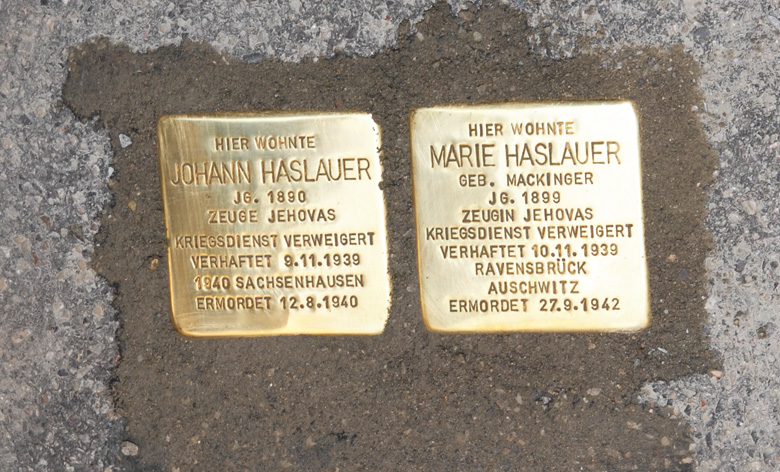 HIER WOHNTE
JOHANN HASLAUER
JG. 1890
ZEUGE JEHOVAS
KRIEGSDIENST VERWEIGERT
VERHAFTET 9.11.1939
1940 SACHSENHAUSEN
ERMORDET 12.8.1940
HIER WOHNTE
MARIE HASLAUER
GEB. MACKINGER
JG. 1899
ZEUGIN JEHOVAS
KRIEGSDIENST VERWEIGERT
VERHAFTET 10.11.1939
RAVENSBRÜCK
AUSCHWITZ
ERMORDET 27.9.1942